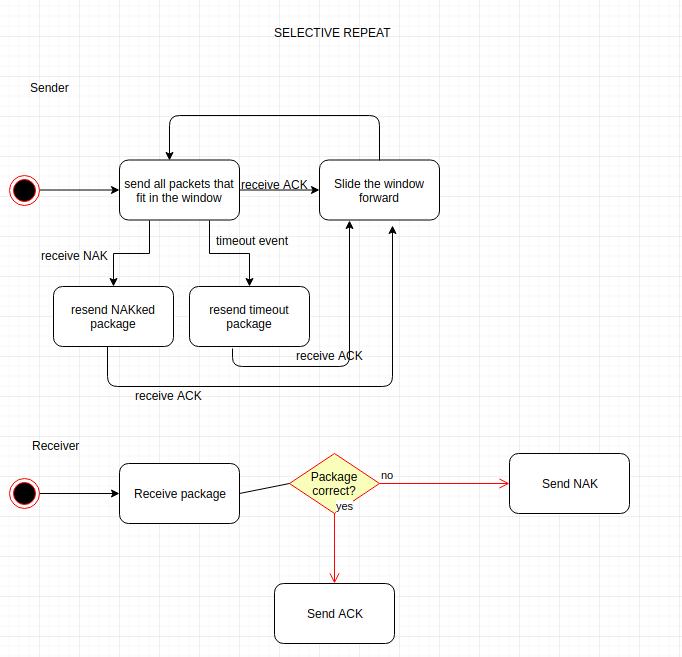 SELECTIVE REPEAT
Sender
send all packets that
fit in the window
receive ACK
Slide the window
forward
receive NAK
timeout event
resend NAKked
package
resend timeout
package
receive ACK
receive ACK
Receiver
Receive package
Package
correct?
no
yes
Send NAK
Send ACK